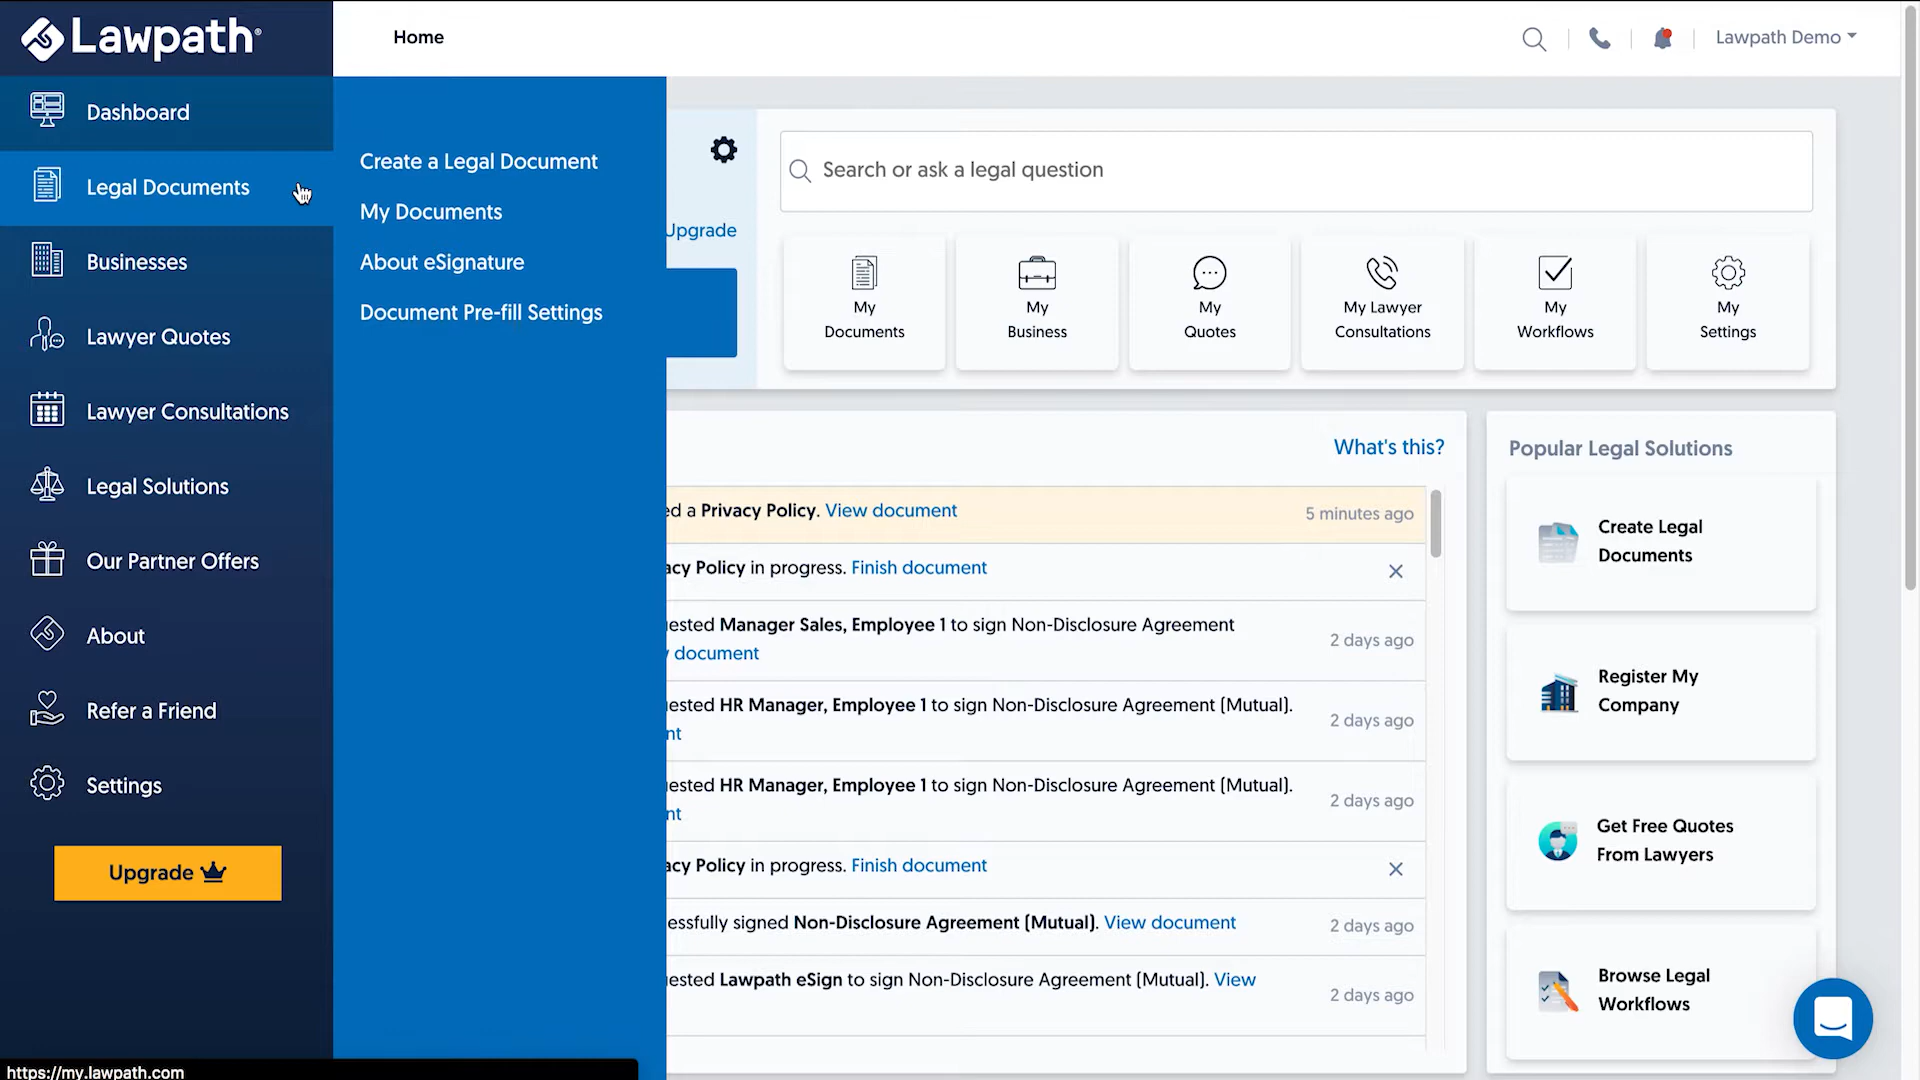 Lawpath®
Home
Lawpath Demo
Dashboard
Legal Documents
Businesses
Lawyer Quotes
Lawyer Consultations
Legal Solutions
Our Partner Offers
About
Refer a Friend
Settings
Upgrade
Create a Legal Document
My Documents
About eSignature
Document Pre-fill Settings
Upgrade
Search or ask a legal question
My
Documents
My
Business
My
Quotes
My Lawyer
Consultations
My
Workflows
My
Settings
What's this?
ed a Privacy Policy. View document
5 minutes ago
acy Policy in progress. Finish document
uested Manager Sales, Employee 1 to sign Non-Disclosure Agreement
document
2 days ago
uested HR Manager, Employee 1 to sign Non-Disclosure Agreement (Mutual).
nt
2 days ago
uested HR Manager, Employee 1 to sign Non-Disclosure Agreement (Mutual).
nt
2 days ago
acy Policy in progress. Finish document
essfully signed Non-Disclosure Agreement (Mutual). View document
2 days ago
uested Lawpath eSign to sign Non-Disclosure Agreement (Mutual). View
2 days ago
Popular Legal Solutions
Create Legal
Documents
Register My
Company
Get Free Quotes
From Lawyers
Browse Legal
Workflows
https://my.lawpath.com